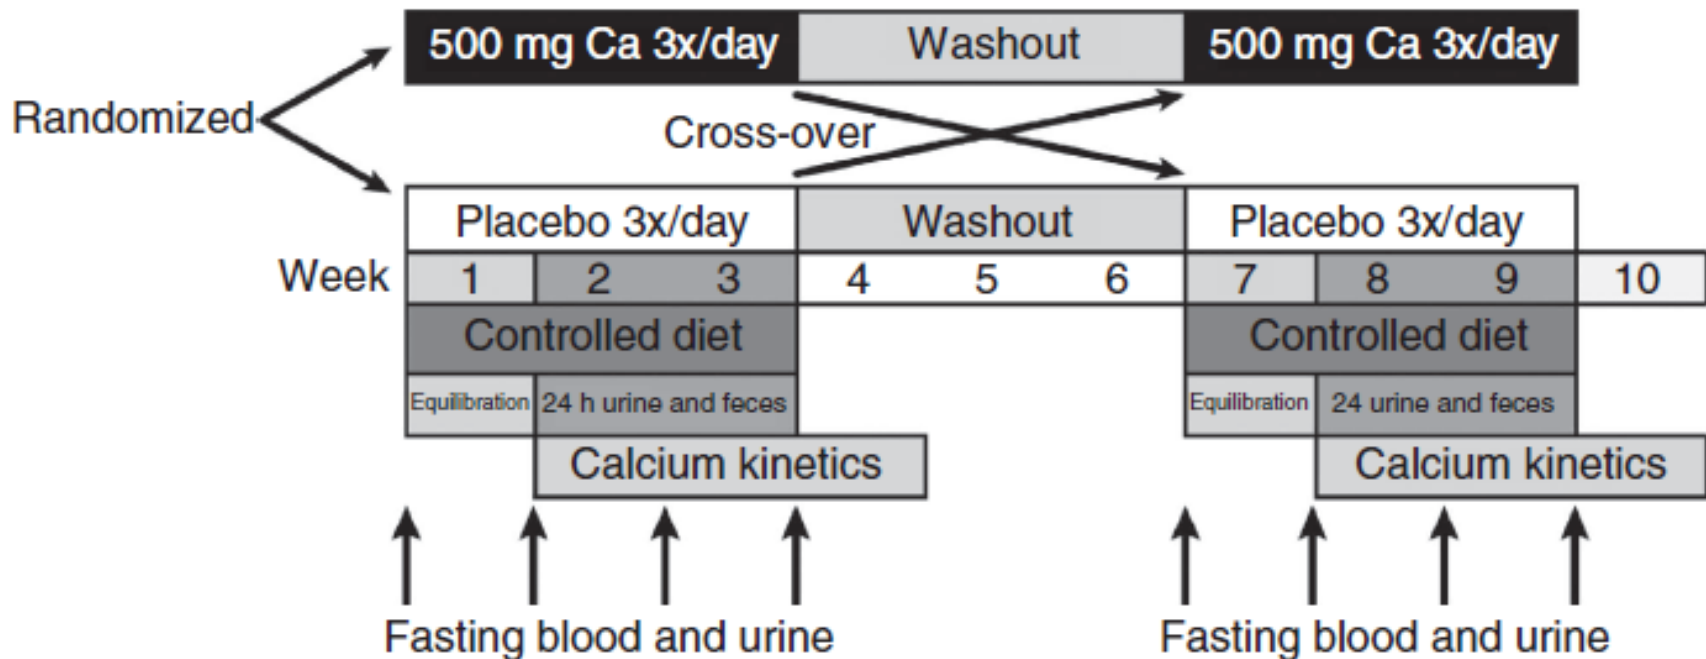 500 mg Ca 3x/day Washout 500 mg Ca 3x/day
Randomized
Cross-over
Placebo 3x/day Washout Placebo 3x/day
Week 1 2 3 4 5 6 7 8 9 10
Controlled diet Controlled diet
Equilibration 24 h urine and feces Equilibration 24 urine and feces
Calcium kinetics Calcium kinetics
Fasting blood and urine Fasting blood and urine